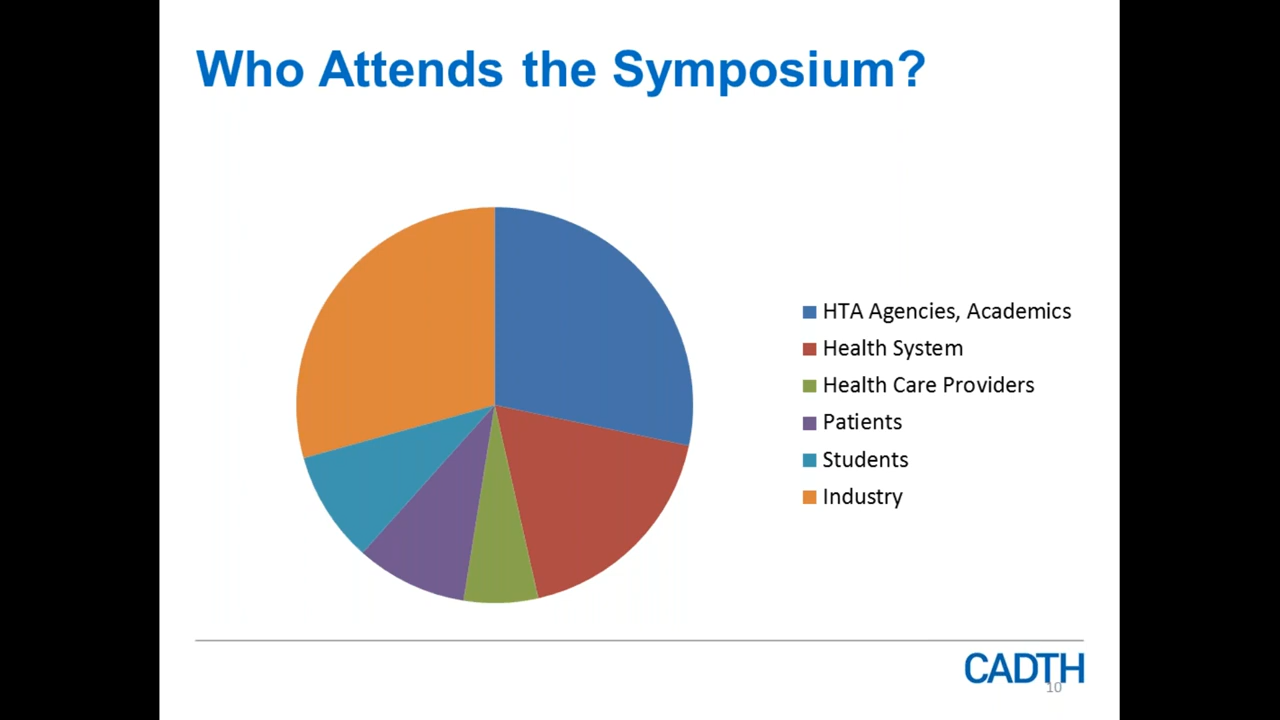 Who Attends the Symposium?
HTA Agencies, Academics
Health System
Health Care Providers
Patients
Students
Industry
CADTH
10